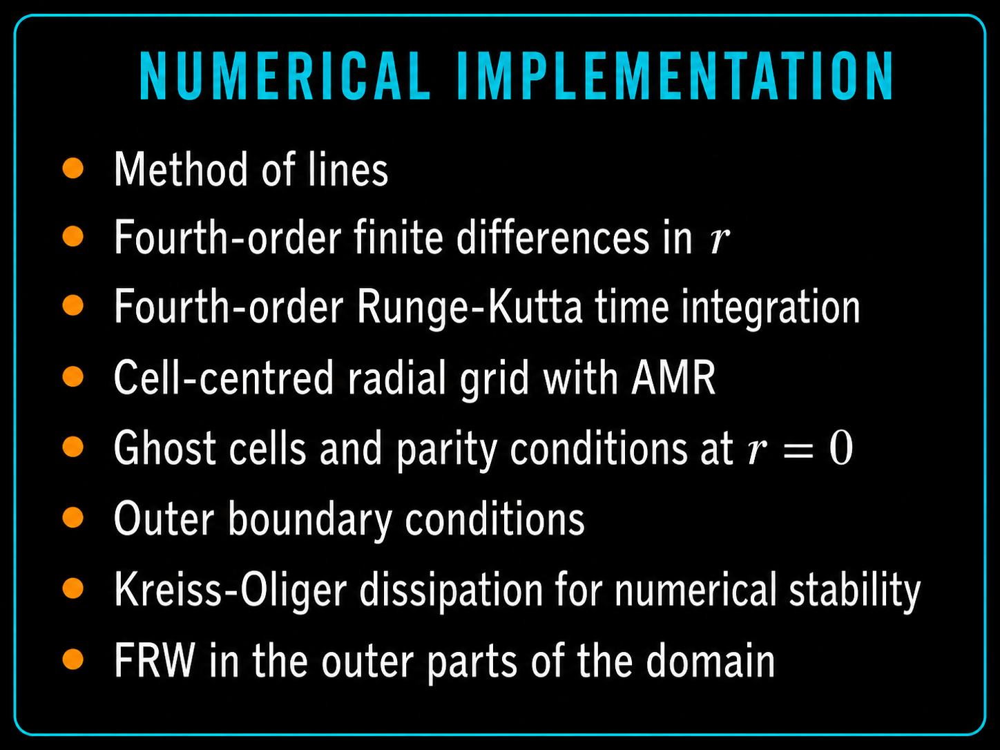 NUMERICAL IMPLEMENTATION
• Method of lines
• Fourth-order finite differences in r
• Fourth-order Runge-Kutta time integration
• Cell-centred radial grid with AMR
• Ghost cells and parity conditions at r = 0
• Outer boundary conditions
• Kreiss-Oliger dissipation for numerical stability
• FRW in the outer parts of the domain